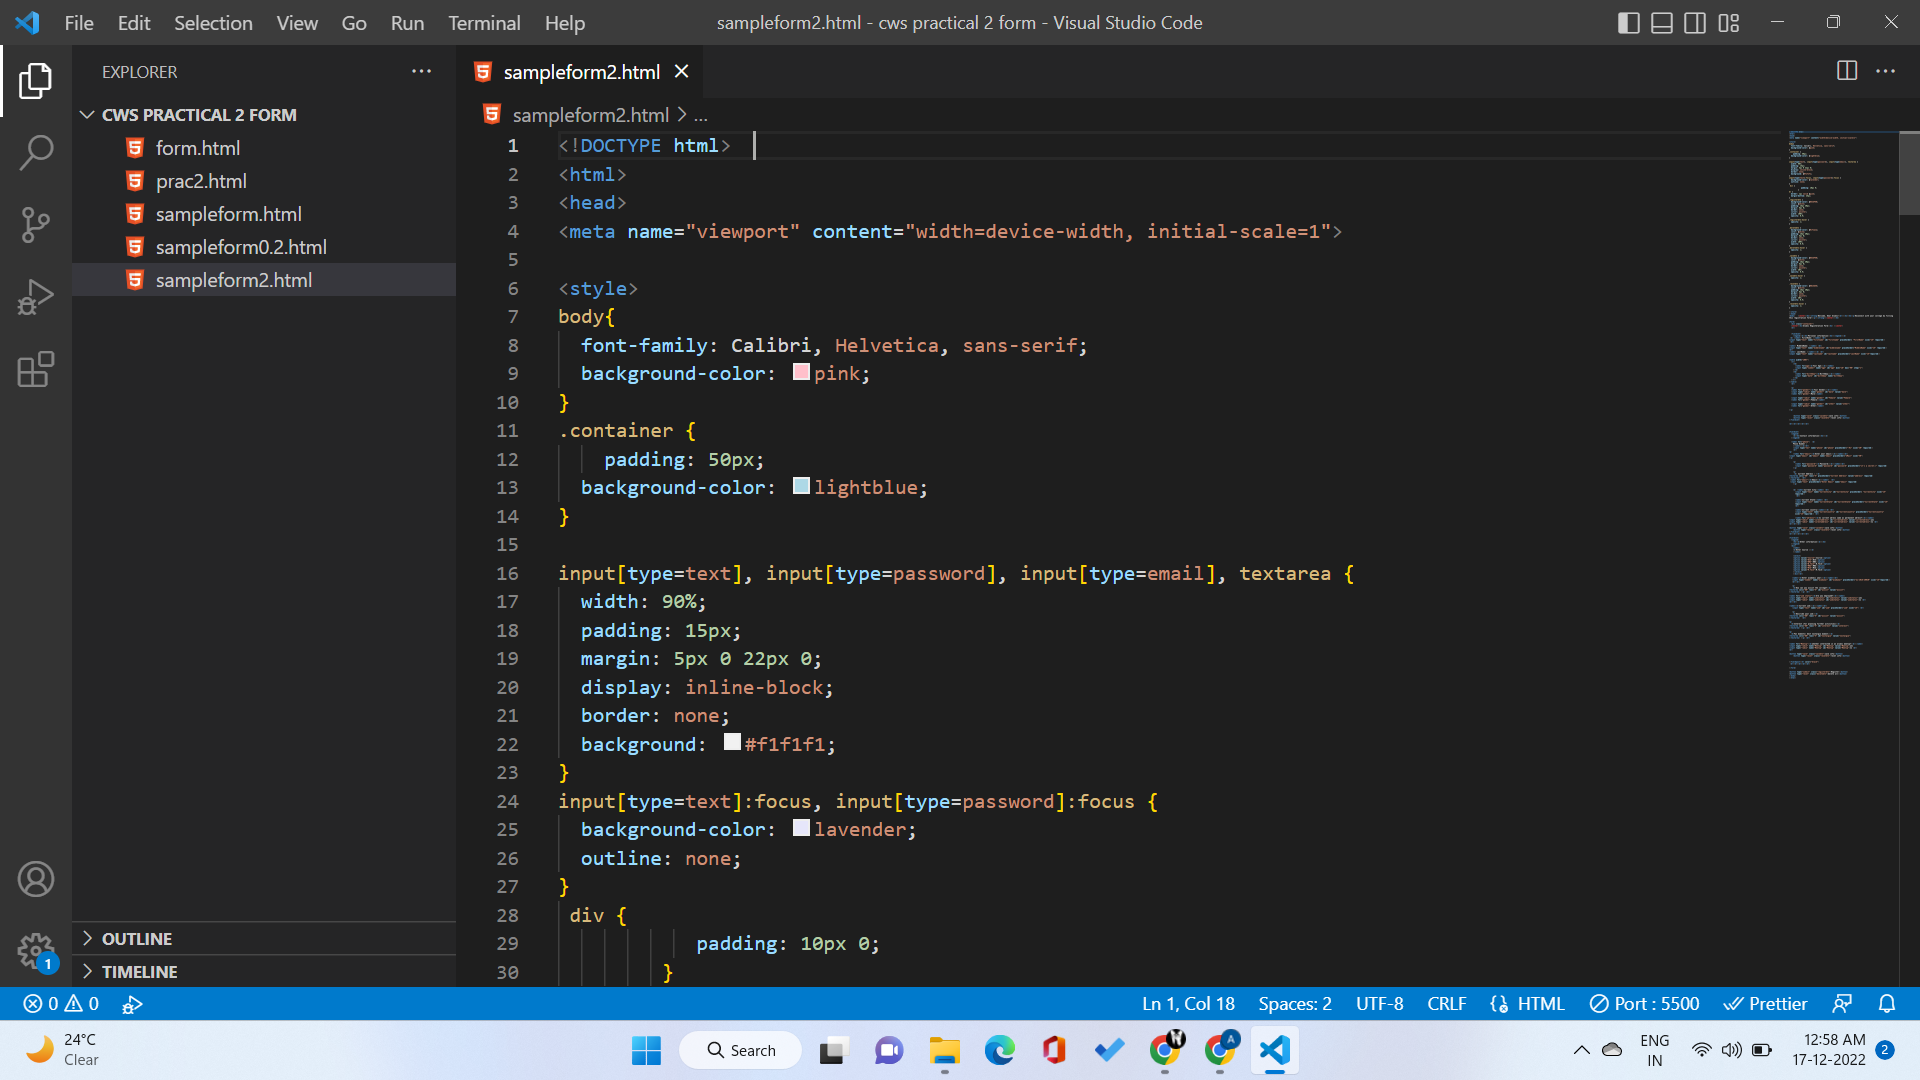 File Edit Selection View Go Run Terminal Help
sampleform2.html - cws practical 2 form - Visual Studio Code
EXPLORER
CWS PRACTICAL 2 FORM
form.html
prac2.html
sampleform.html
sampleform0.2.html
sampleform2.html
OUTLINE
TIMELINE
sampleform2.html
sampleform2.html > ...
1 <!DOCTYPE html>
2 <html>
3 <head>
4 <meta name="viewport" content="width=device-width, initial-scale=1">
5
6 <style>
7 body{
8 font-family: Calibri, Helvetica, sans-serif;
9 background-color: pink;
10 }
11 .container {
12 padding: 50px;
13 background-color: lightblue;
14 }
15
16 input[type=text], input[type=password], input[type=email], textarea {
17 width: 90%;
18 padding: 15px;
19 margin: 5px 0 22px 0;
20 display: inline-block;
21 border: none;
22 background: #f1f1f1;
23 }
24 input[type=text]:focus, input[type=password]:focus {
25 background-color: lavender;
26 outline: none;
27 }
28 div {
29 padding: 10px 0;
30 }
1
0 0
Ln 1, Col 18 Spaces: 2 UTF-8 CRLF HTML Port : 5500 Prettier
24°C
Clear
Search
ENG
IN
12:58 AM
17-12-2022
2